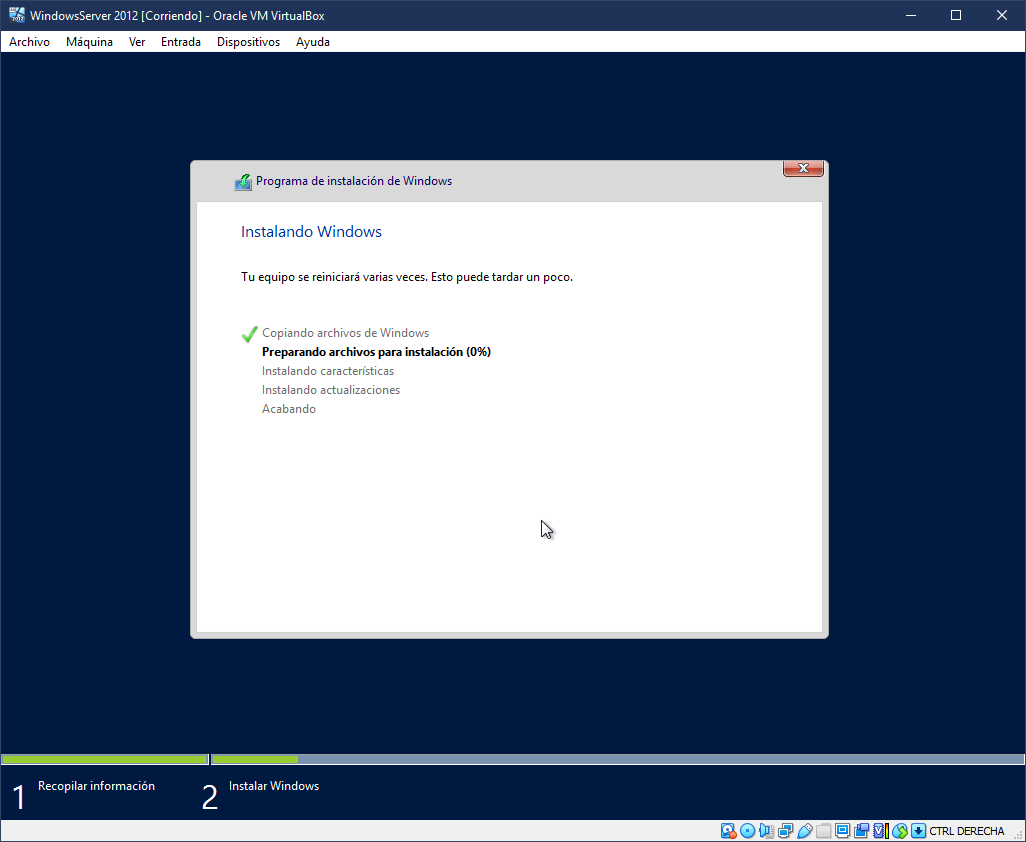 WindowsServer 2012 [Corriendo] - Oracle VM VirtualBox
Archivo Máquina Ver Entrada Dispositivos Ayuda
Programa de instalación de Windows
Instalando Windows
Tu equipo se reiniciará varias veces. Esto puede tardar un poco.
Copiando archivos de Windows
Preparando archivos para instalación (0%)
Instalando características
Instalando actualizaciones
Acabando
1 Recopilar información 2 Instalar Windows
CTRL DERECHA